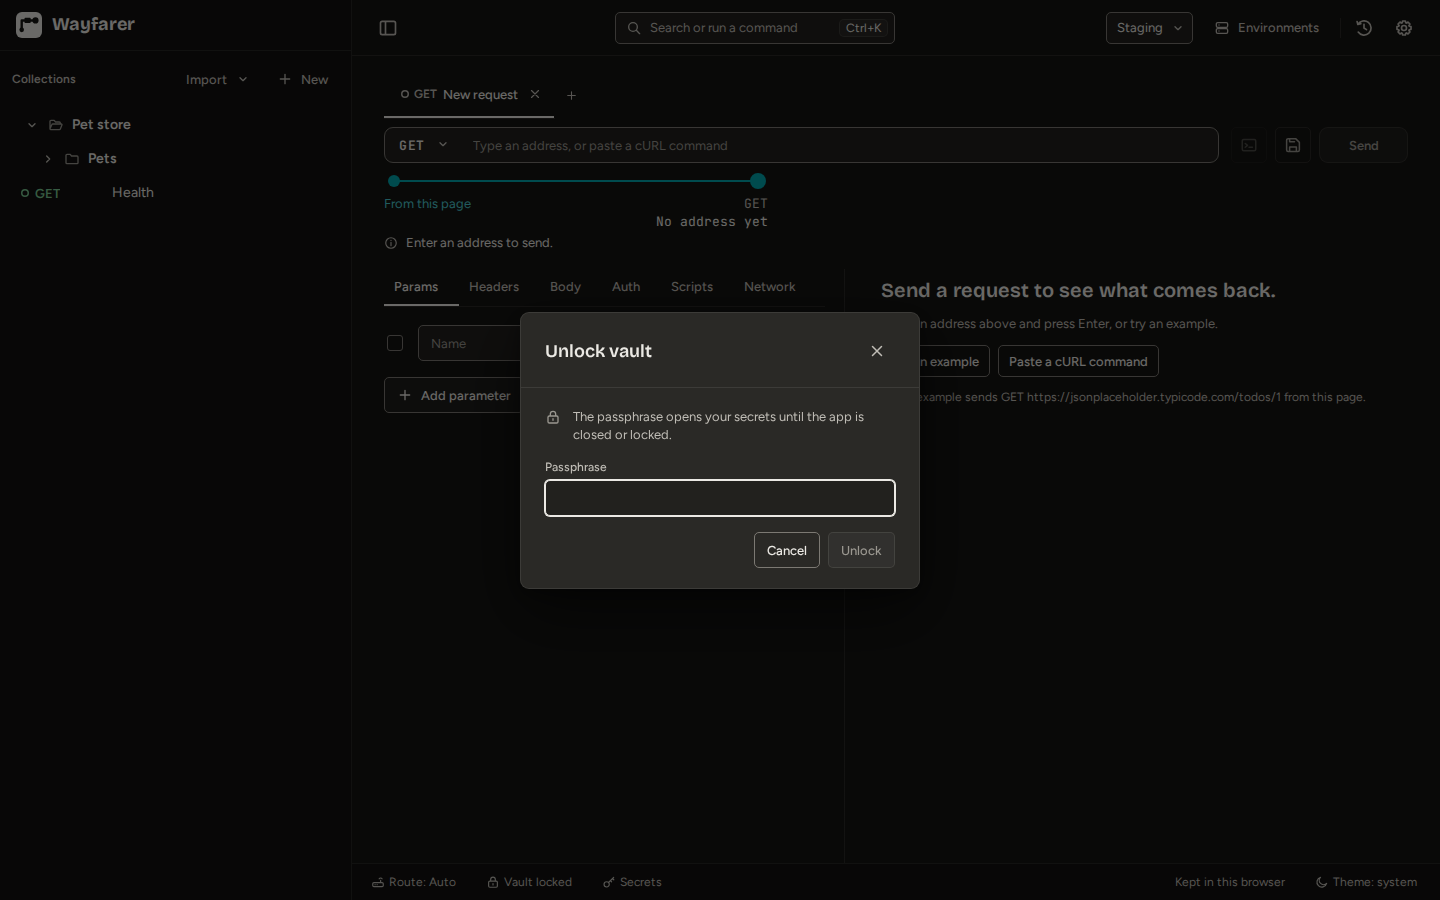 Wayfarer
Search or run a command Ctrl+K
Staging
Environments
Collections
Import
New
GET New request
Pet store
Pets
GET Health
GET Type an address, or paste a cURL command
Send
From this page
GET
No address yet
Enter an address to send.
Params Headers Body Auth Scripts Network
Name
Add parameter
Send a request to see what comes back.
address above and press Enter, or try an example.
example
Paste a cURL command
example sends GET https://jsonplaceholder.typicode.com/todos/1 from this page.
Unlock vault
The passphrase opens your secrets until the app is
closed or locked.
Passphrase
Cancel
Unlock
Route: Auto
Vault locked
Secrets
Kept in this browser
Theme: system